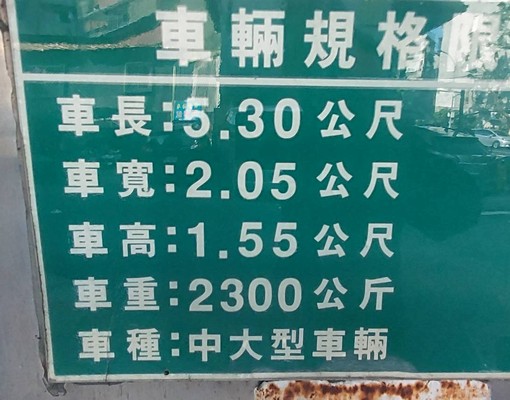 車輛規格限
車長:5.30公尺
車寬:2.05公尺
車高:1.55公尺
車重:2300公斤
車種:中大型車輛